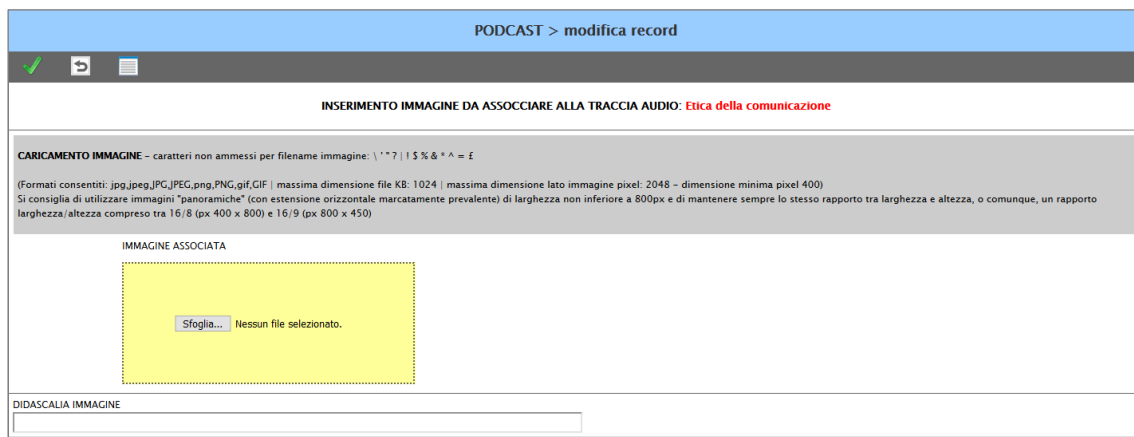 PODCAST > modifica record
INSERIMENTO IMMAGINE DA ASSOCCIARE ALLA TRACCIA AUDIO: Etica della comunicazione
CARICAMENTO IMMAGINE - caratteri non ammessi per filename immagine: \ ' " ? | ! $ % & * ^ = £
(Formati consentiti: jpg,jpeg,JPG,JPEG,png,PNG,gif,GIF | massima dimensione file KB: 1024 | massima dimensione lato immagine pixel: 2048 - dimensione minima pixel 400)
Si consiglia di utilizzare immagini "panoramiche" (con estensione orizzontale marcatamente prevalente) di larghezza non inferiore a 800px e di mantenere sempre lo stesso rapporto tra larghezza e altezza, o comunque, un rapporto
larghezza/altezza compreso tra 16/8 (px 400 x 800) e 16/9 (px 800 x 450)
IMMAGINE ASSOCIATA
Sfoglia... Nessun file selezionato.
DIDASCALIA IMMAGINE